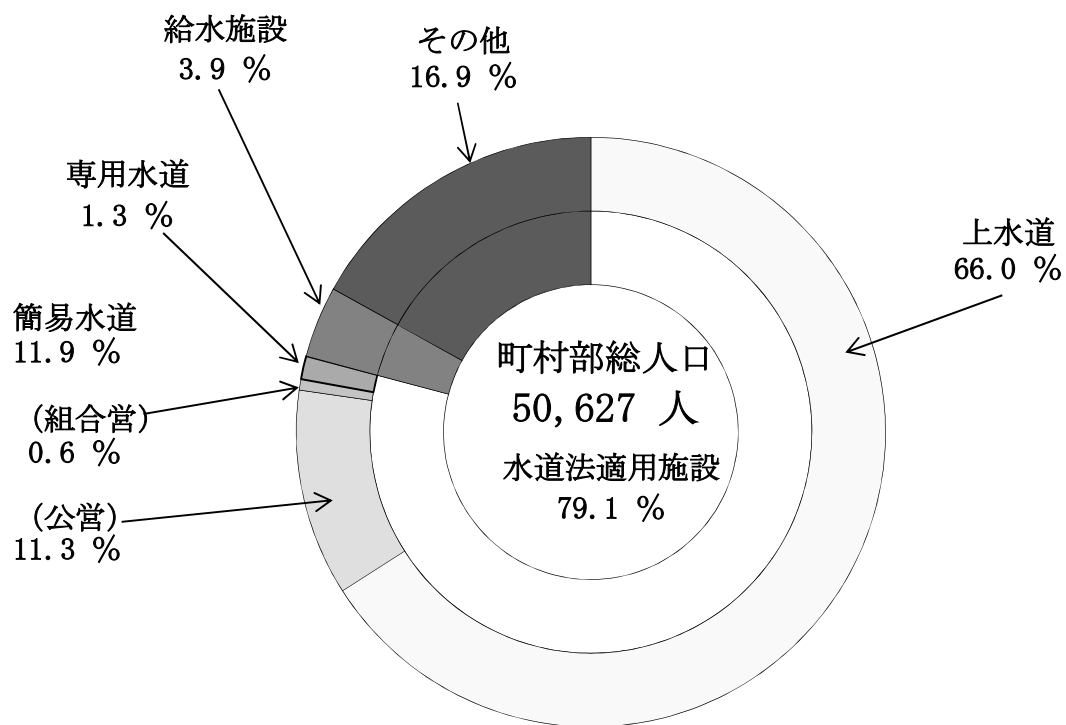 給水施設
3.9 %
その他
16.9 %
専用水道
1.3 %
上水道
66.0 %
簡易水道
11.9 %
(組合営)
0.6 %
(公営)
11.3 %
町村部総人口
50,627 人
水道法適用施設
79.1 %